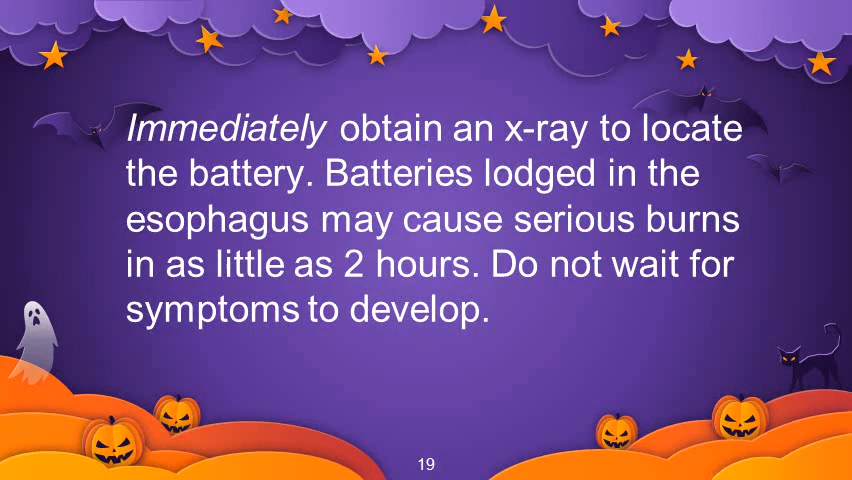 Immediately obtain an x-ray to locate
the battery. Batteries lodged in the
esophagus may cause serious burns
in as little as 2 hours. Do not wait for
symptoms to develop.
19